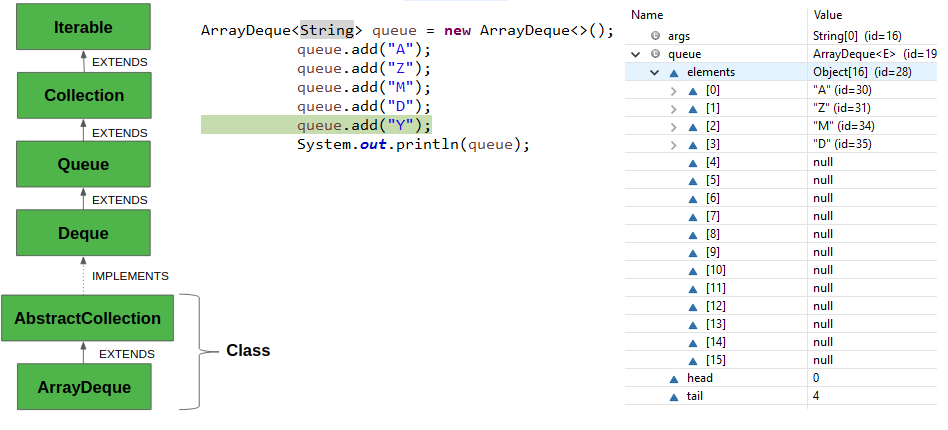 Iterable
EXTENDS
Collection
EXTENDS
Queue
EXTENDS
Deque
IMPLEMENTS
AbstractCollection
EXTENDS
ArrayDeque
Class
ArrayDeque<String> queue = new ArrayDeque<>();
queue.add("A");
queue.add("Z");
queue.add("M");
queue.add("D");
queue.add("Y");
System.out.println(queue);
Name Value
args String[0] (id=16)
queue ArrayDeque<E> (id=19
elements Object[16] (id=28)
[0] "A" (id=30)
[1] "Z" (id=31)
[2] "M" (id=34)
[3] "D" (id=35)
[4] null
[5] null
[6] null
[7] null
[8] null
[9] null
[10] null
[11] null
[12] null
[13] null
[14] null
[15] null
head 0
tail 4